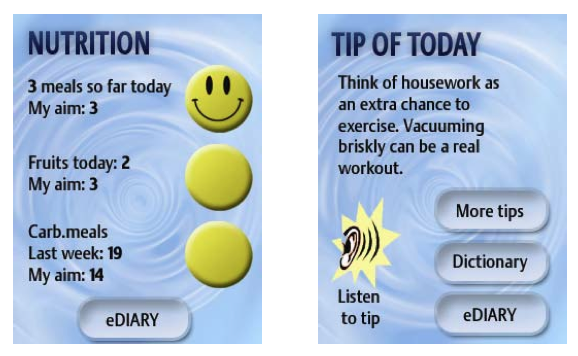 NUTRITION
3 meals so far today
My aim: 3
Fruits today: 2
My aim: 3
Carb.meals
Last week: 19
My aim: 14
eDIARY
TIP OF TODAY
Think of housework as
an extra chance to
exercise. Vacuuming
briskly can be a real
workout.
More tips
Dictionary
Listen
to tip
eDIARY